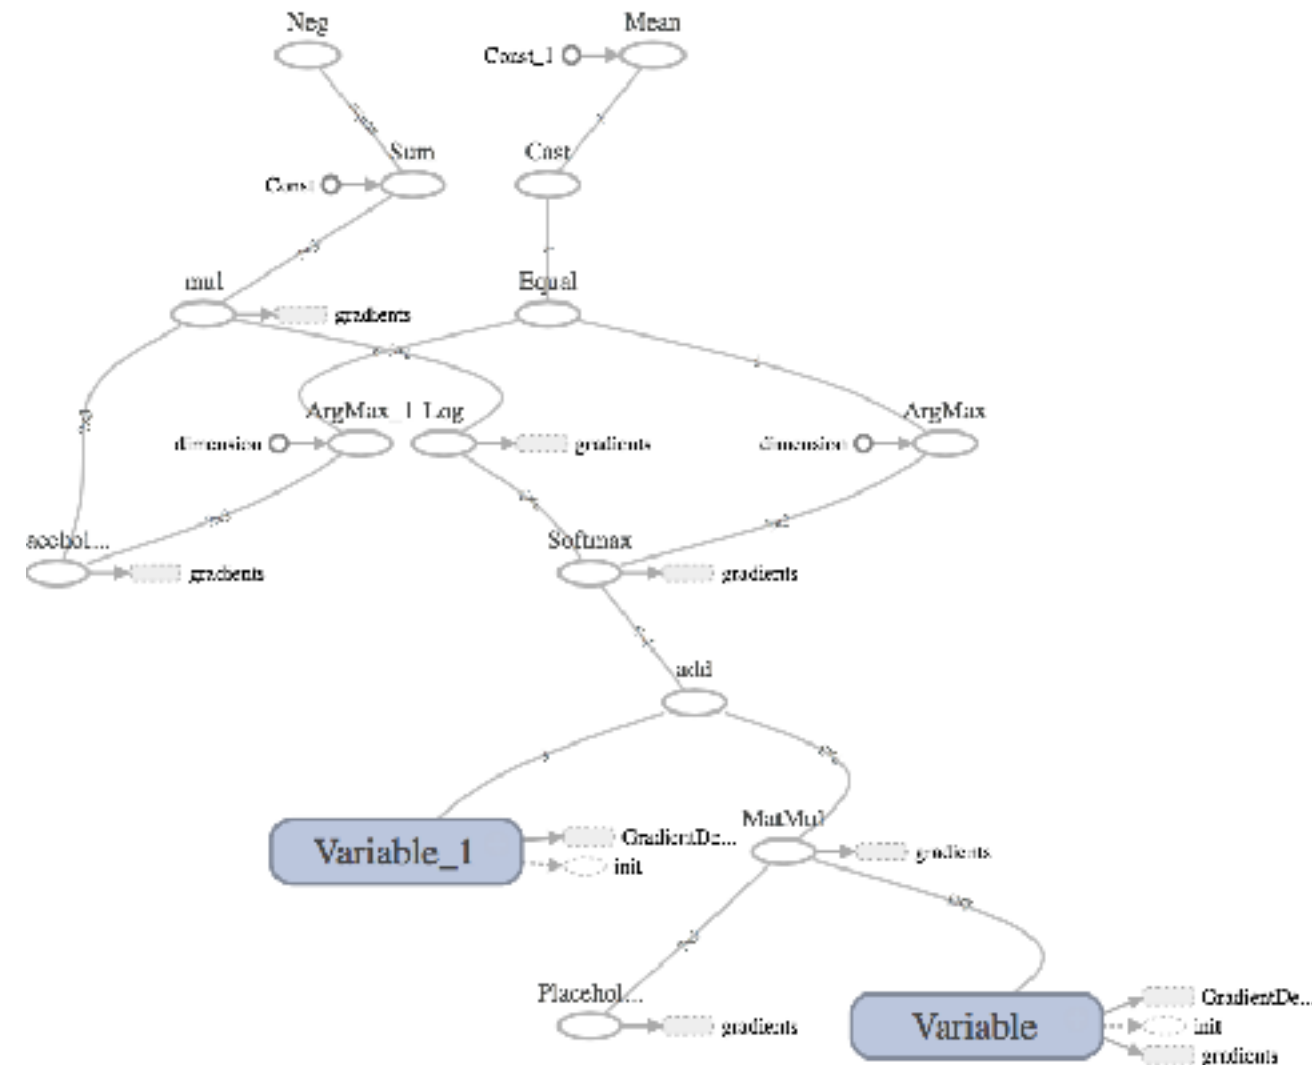 Neg
Mean
Const_1
Sum
Cast
Const
mul
Equal
gradients
ArgMax_1
Log
ArgMax
dimension
gradients
dimension
acehol...
Softmax
gradients
gradients
add
Variable_1
GradientDe...
init
MatMul
gradients
Placehol...
gradients
Variable
GradientDe...
init
gradients